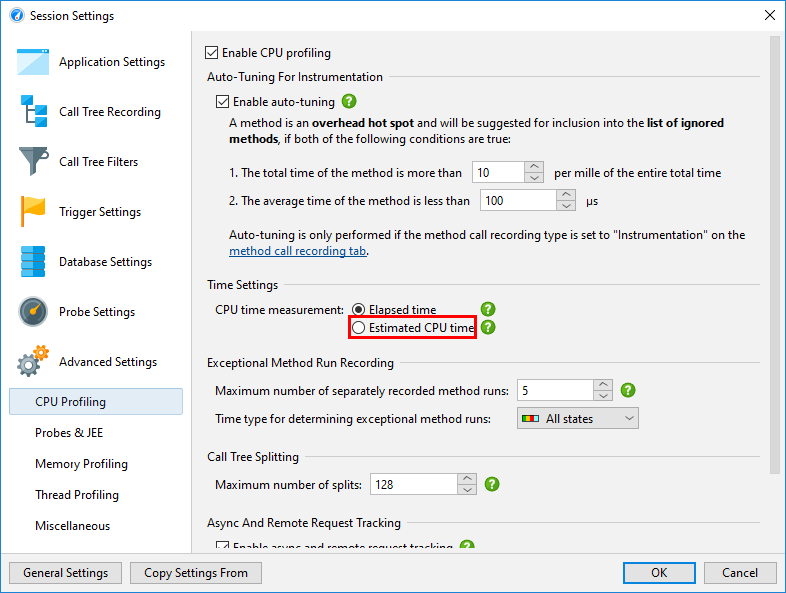 Session Settings
Application Settings
Call Tree Recording
Call Tree Filters
Trigger Settings
Database Settings
Probe Settings
Advanced Settings
CPU Profiling
Probes & JEE
Memory Profiling
Thread Profiling
Miscellaneous
Enable CPU profiling
Auto-Tuning For Instrumentation
Enable auto-tuning ?
A method is an overhead hot spot and will be suggested for inclusion into the list of ignored
methods, if both of the following conditions are true:
1. The total time of the method is more than 10 per mille of the entire total time
2. The average time of the method is less than 100 µs
Auto-tuning is only performed if the method call recording type is set to "Instrumentation" on the
method call recording tab.
Time Settings
CPU time measurement: Elapsed time ?
Estimated CPU time ?
Exceptional Method Run Recording
Maximum number of separately recorded method runs: 5 ?
Time type for determining exceptional method runs: All states
Call Tree Splitting
Maximum number of splits: 128 ?
Async And Remote Request Tracking
Enable async and remote request tracking ?
General Settings
Copy Settings From
OK
Cancel